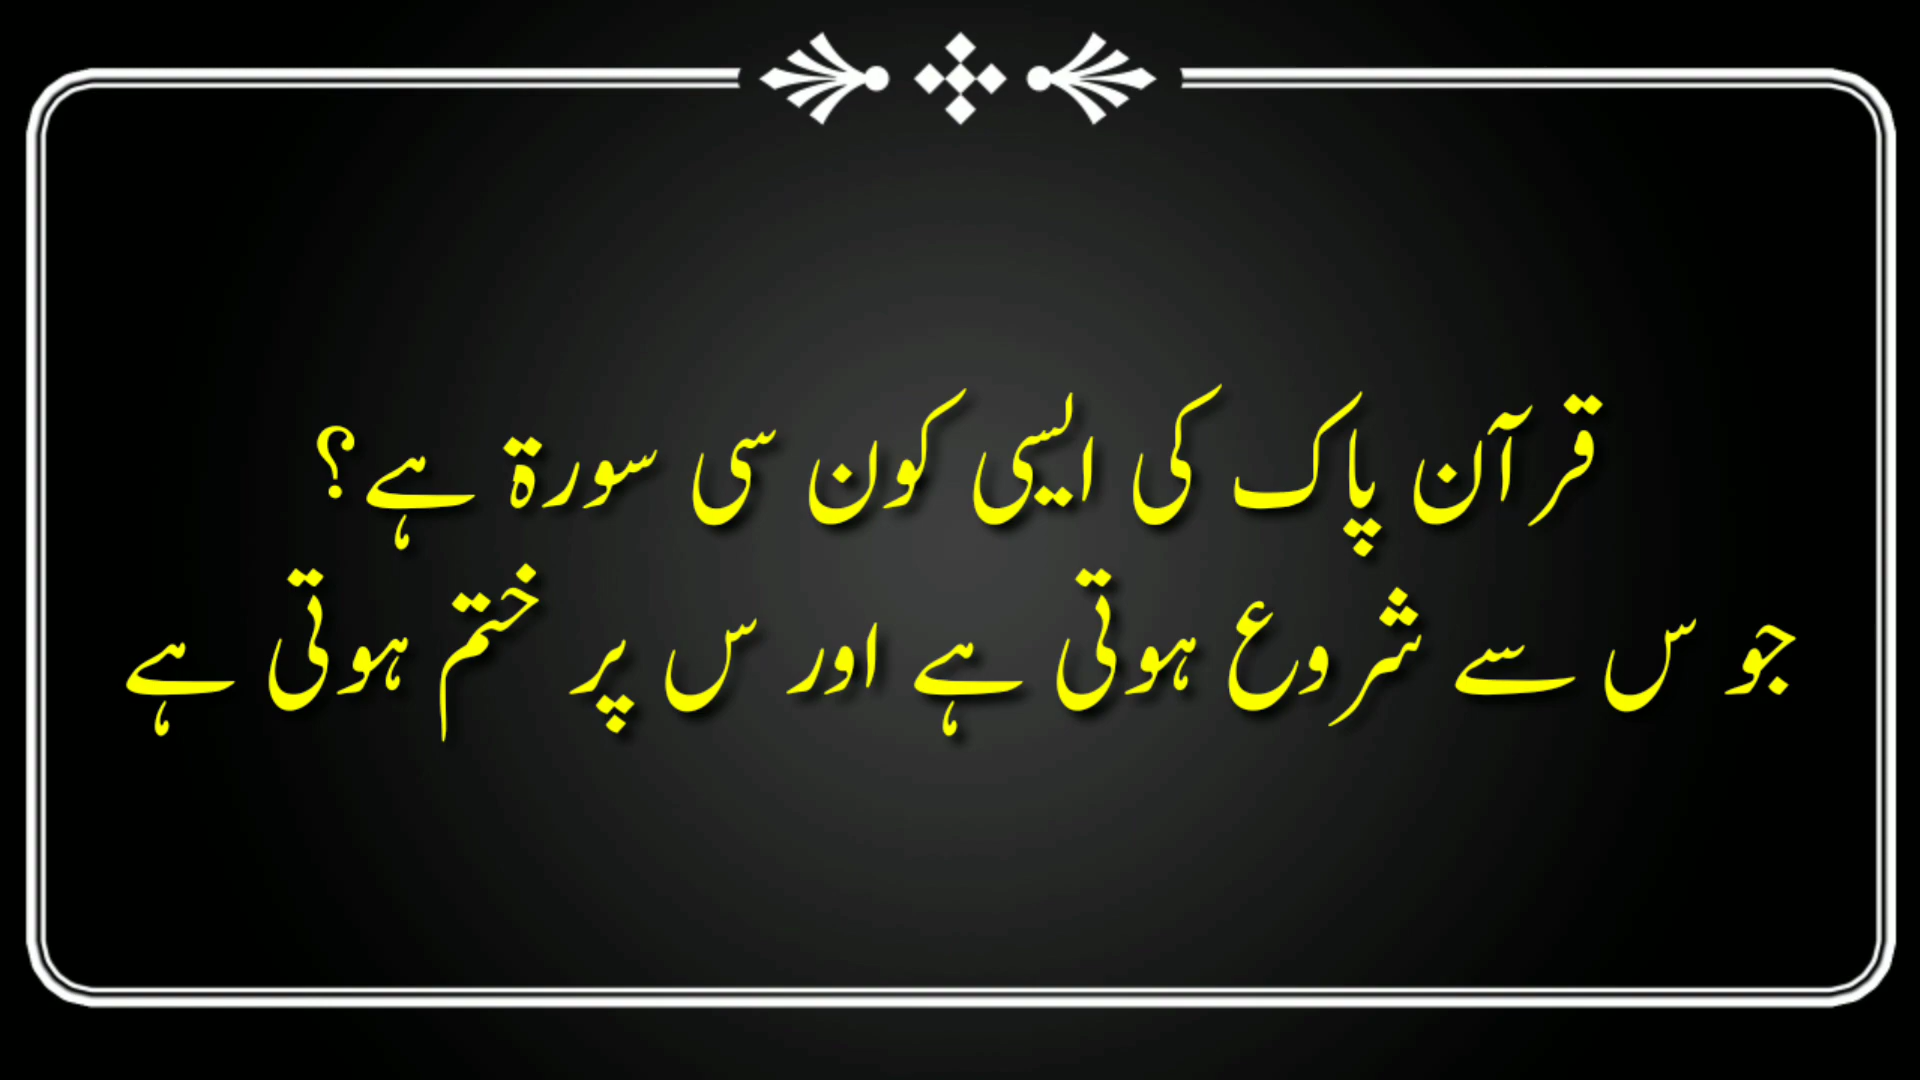 قرآن پاک کی ایسی کون سی سورۃ ہے؟
جو س سے شروع ہوتی ہے اور س پر ختم ہوتی ہے